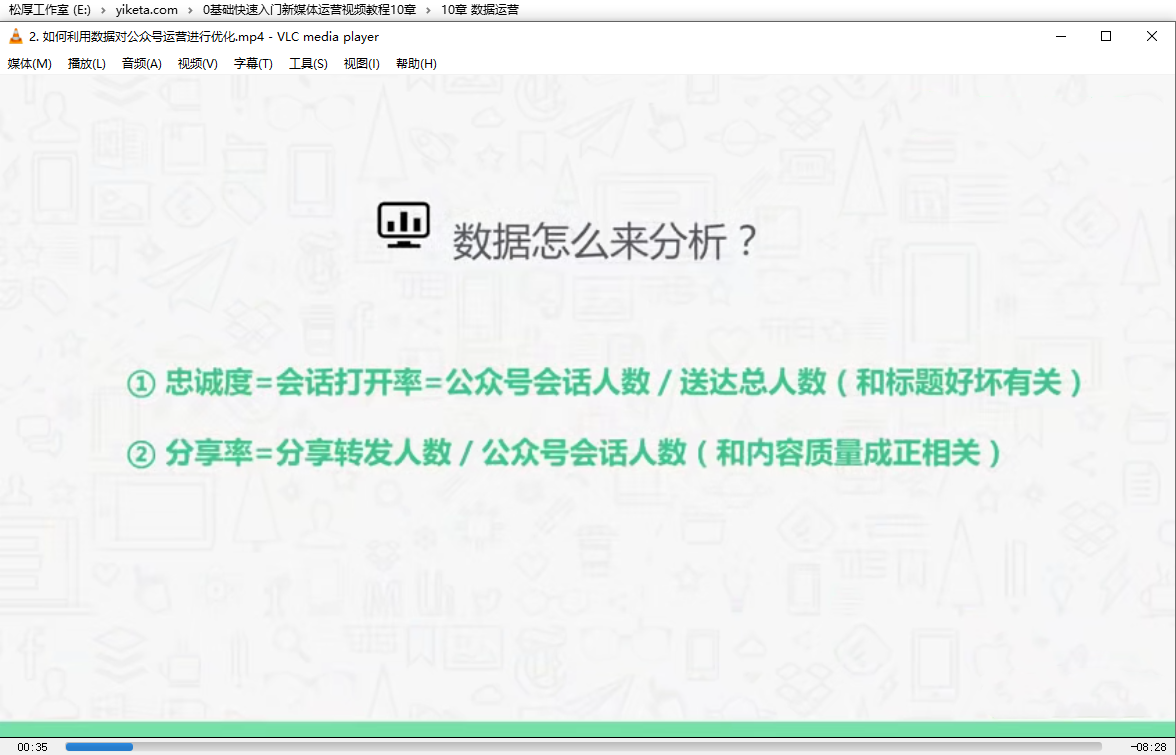 松厚工作室 (E:) › yiketa.com › 0基础快速入门新媒体运营视频教程10章 › 10章 数据运营
2. 如何利用数据对公众号运营进行优化.mp4 - VLC media player
媒体(M) 播放(L) 音频(A) 视频(V) 字幕(T) 工具(S) 视图(I) 帮助(H)
数据怎么来分析？
① 忠诚度=会话打开率=公众号会话人数 / 送达总人数（和标题好坏有关）
② 分享率=分享转发人数 / 公众号会话人数（和内容质量成正相关）
00:35 -08:28